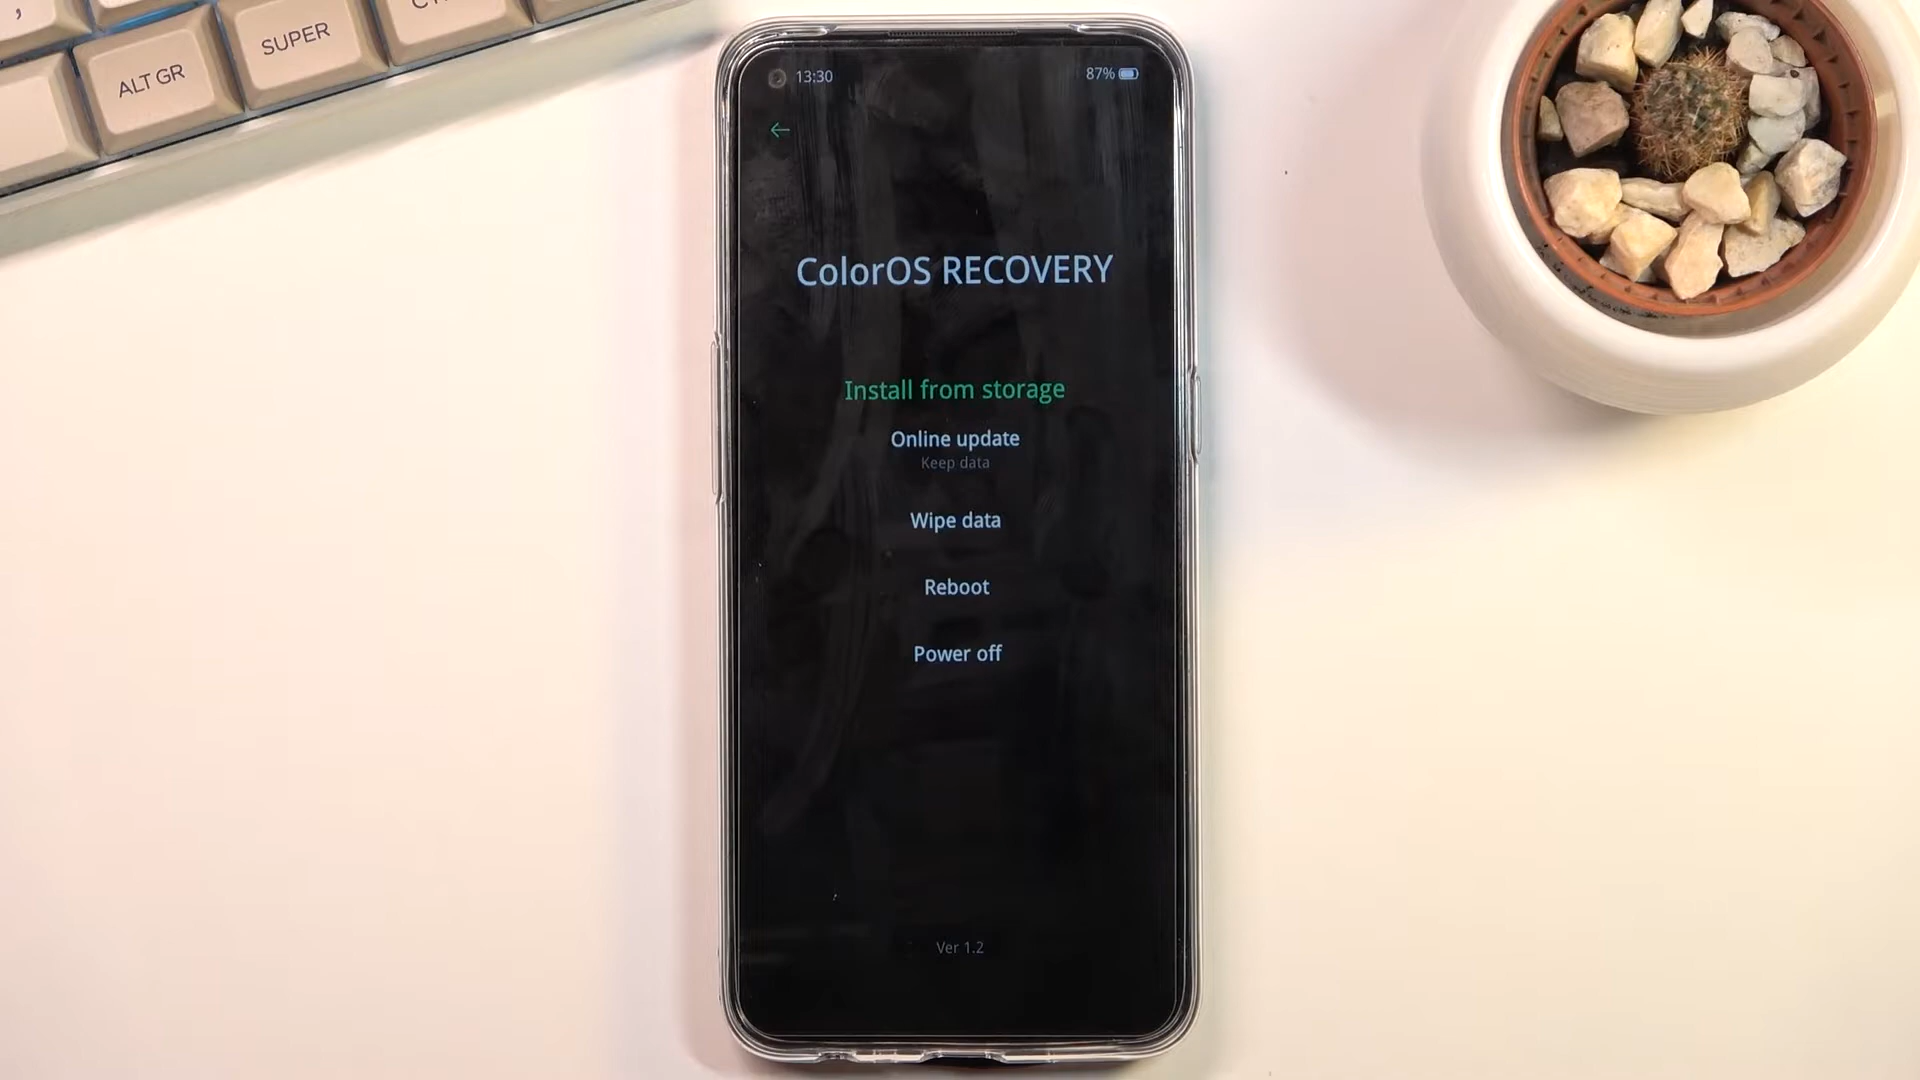 ,
ALT GR
SUPER
13:30
87%
ColorOS RECOVERY
Install from storage
Online update
Keep data
Wipe data
Reboot
Power off
Ver 1.2